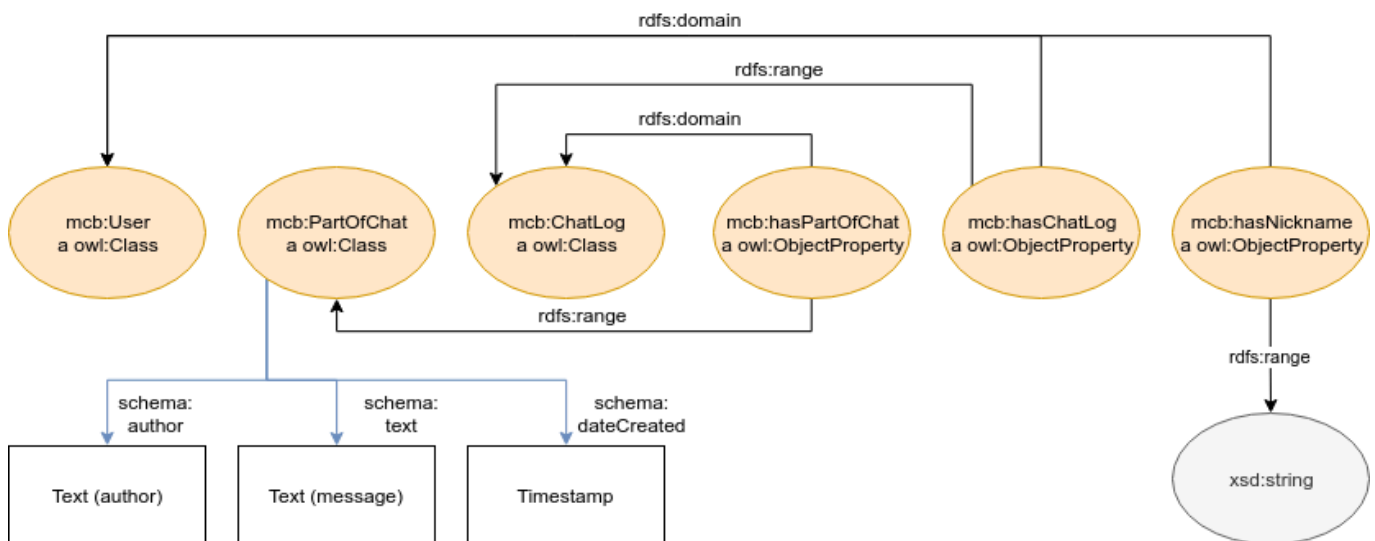 rdfs:domain
rdfs:range
rdfs:domain
mcb:User
a owl:Class
mcb:PartOfChat
a owl:Class
mcb:ChatLog
a owl:Class
mcb:hasPartOfChat
a owl:ObjectProperty
mcb:hasChatLog
a owl:ObjectProperty
mcb:hasNickname
a owl:ObjectProperty
rdfs:range
rdfs:range
schema:
author
schema:
text
schema:
dateCreated
Text (author)
Text (message)
Timestamp
xsd:string